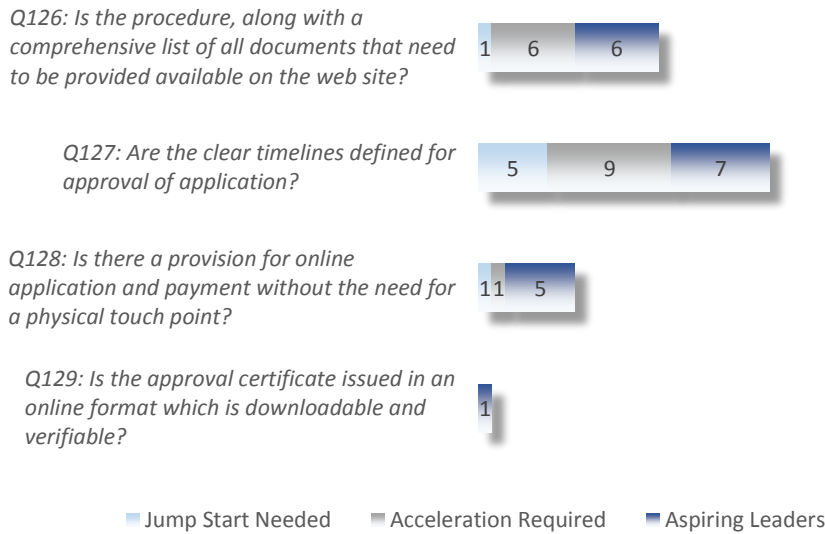 Q126: Is the procedure, along with a
comprehensive list of all documents that need
to be provided available on the web site?
1 6 6
Q127: Are the clear timelines defined for
approval of application?
5 9 7
Q128: Is there a provision for online
application and payment without the need for
a physical touch point?
1 1 5
Q129: Is the approval certificate issued in an
online format which is downloadable and
verifiable?
1
Jump Start Needed Acceleration Required Aspiring Leaders